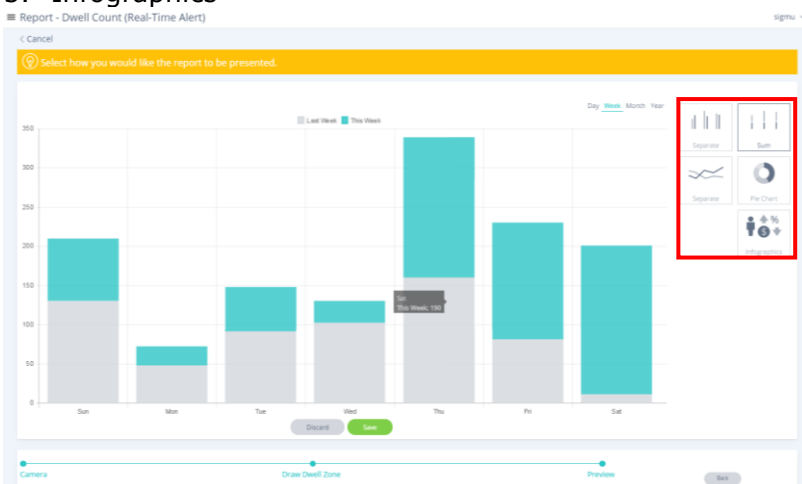 5. Infographics
Report - Dwell Count (Real-Time Alert)
sigmu
< Cancel
Select how you would like the report to be presented.
Day Week Month Year
Last Week This Week
350
300
250
200
150
100
50
0
Sat
This Week: 190
Sun Mon Tue Wed Thu Fri Sat
Separate Sum
Separate Pie Chart
%
$
Infographics
Discard Save
Camera Draw Dwell Zone Preview
Back